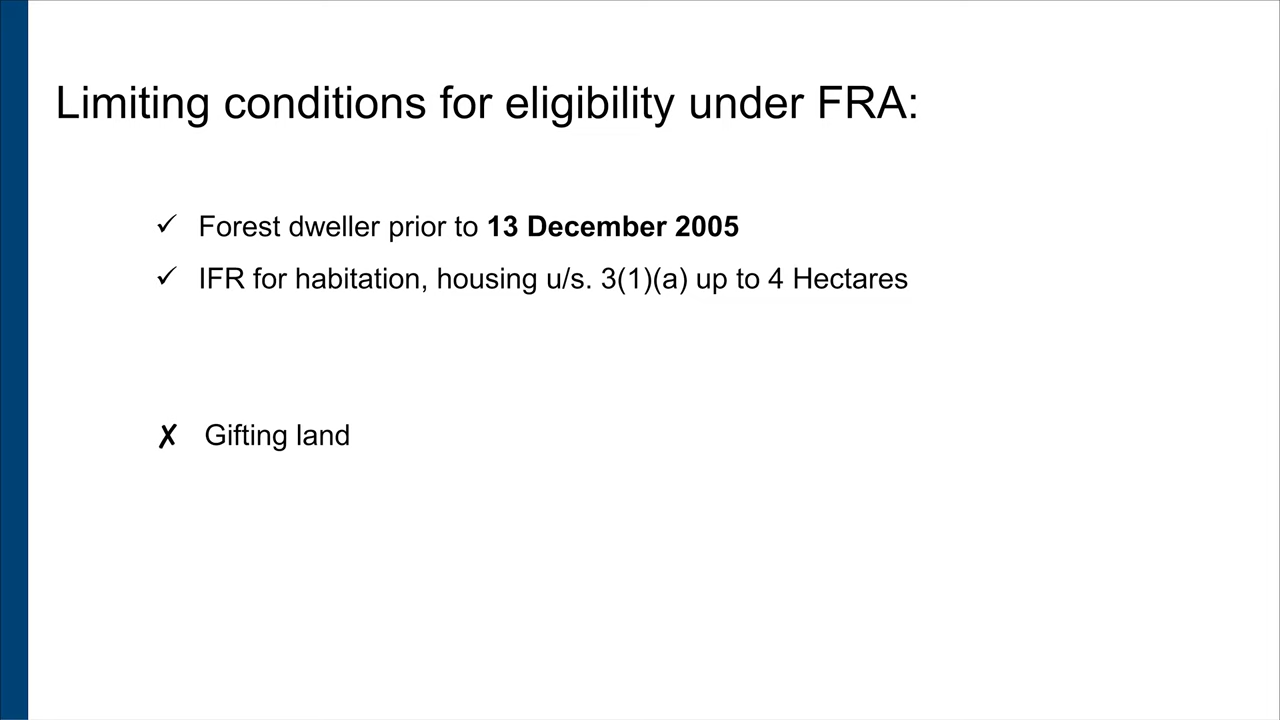 Limiting conditions for eligibility under FRA:
✓ Forest dweller prior to 13 December 2005
✓ IFR for habitation, housing u/s. 3(1)(a) up to 4 Hectares
✗ Gifting land